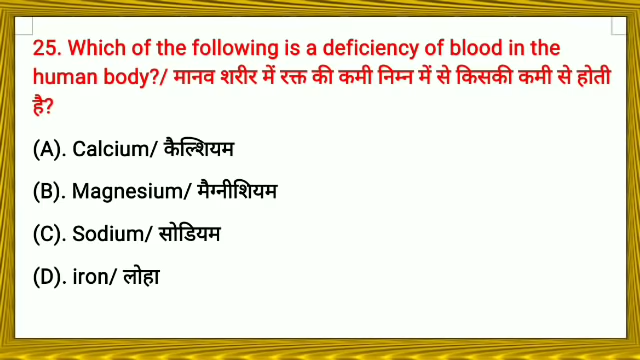 25. Which of the following is a deficiency of blood in the
human body?/ मानव शरीर में रक्त की कमी निम्न में से किसकी कमी से होती
है?
(A). Calcium/ कैल्शियम
(B). Magnesium/ मैग्नीशियम
(C). Sodium/ सोडियम
(D). iron/ लोहा